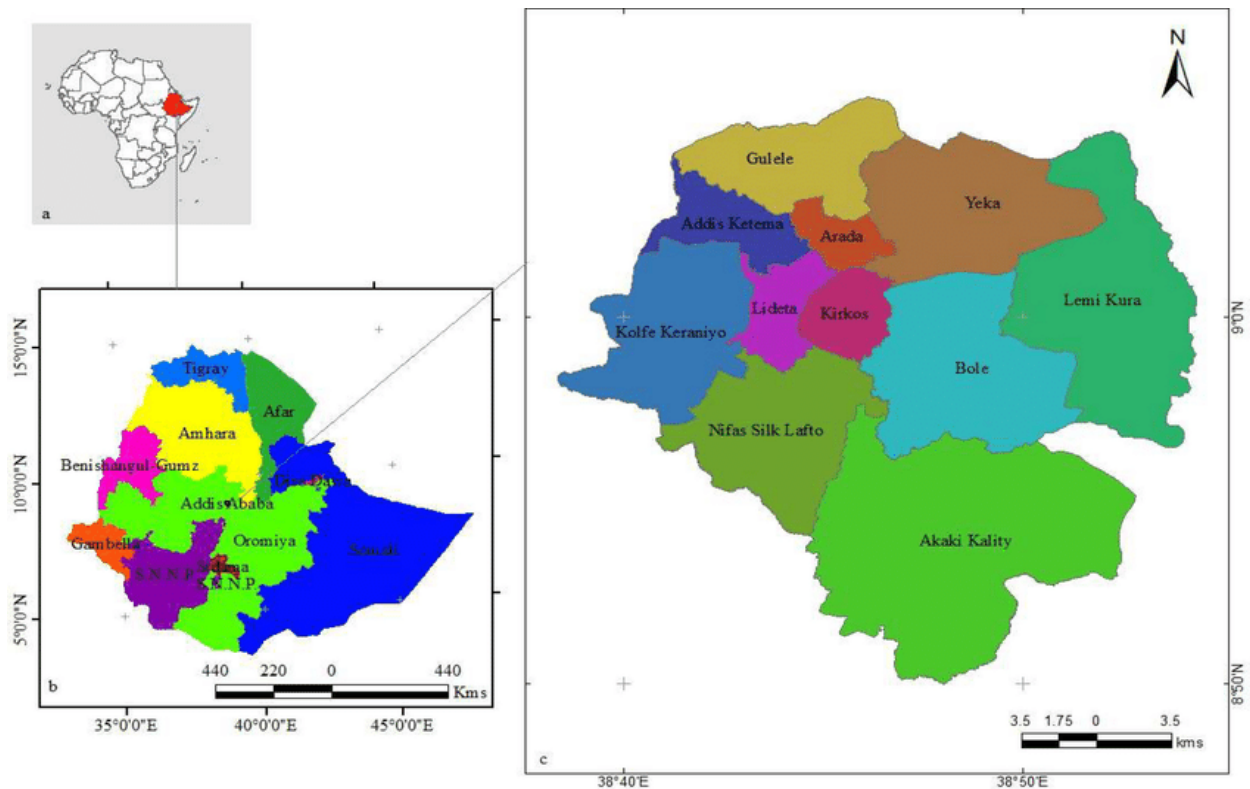 a
N
Gulele
Yeka
Addis Ketema
Arada
Lemi Kura
Lideta
Kirkos
Kolfe Keraniyo
Bole
Nifas Silk Lafto
Akaki Kality
9°0'N
8°50'N
3.5 1.75 0 3.5
kms
c
38°40'E 38°50'E
15°0'0"N
10°0'0"N
5°0'0"N
Tigray
Afar
Amhara
Benishangul-Gumz
Dire Dawa
Addis Ababa
Gambella
Oromiya
Somali
S.N.N.P.
Sidama
S.N.N.P.
440 220 0 440
Kms
b
35°0'0"E 40°0'0"E 45°0'0"E